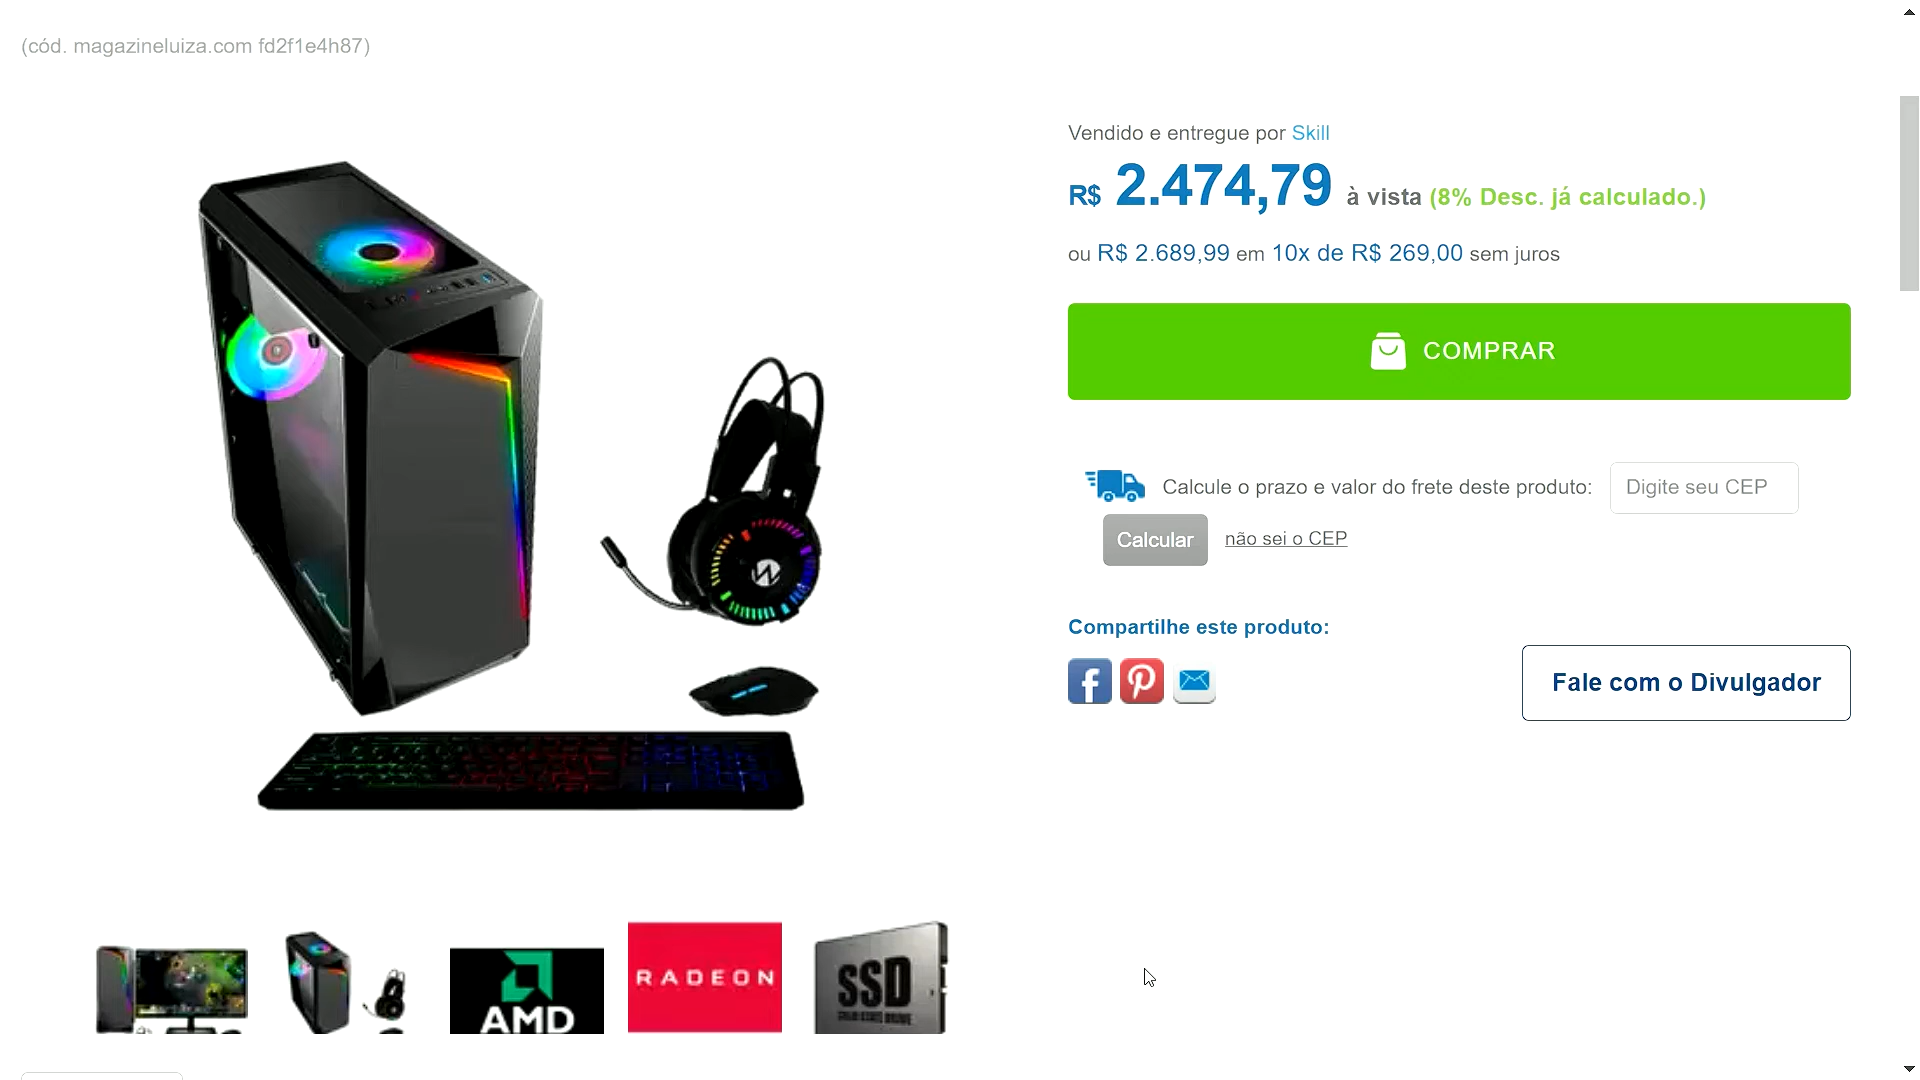 (cód. magazineluiza.com fd2f1e4h87)
Vendido e entregue por Skill
R$ 2.474,79 à vista (8% Desc. já calculado.)
ou R$ 2.689,99 em 10x de R$ 269,00 sem juros
COMPRAR
Calcule o prazo e valor do frete deste produto: Digite seu CEP
Calcular não sei o CEP
Compartilhe este produto:
Fale com o Divulgador
AMD
RADEON
SSD